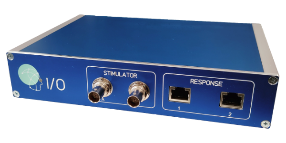 STIMULATOR
RESPONSE
I/O
1
2